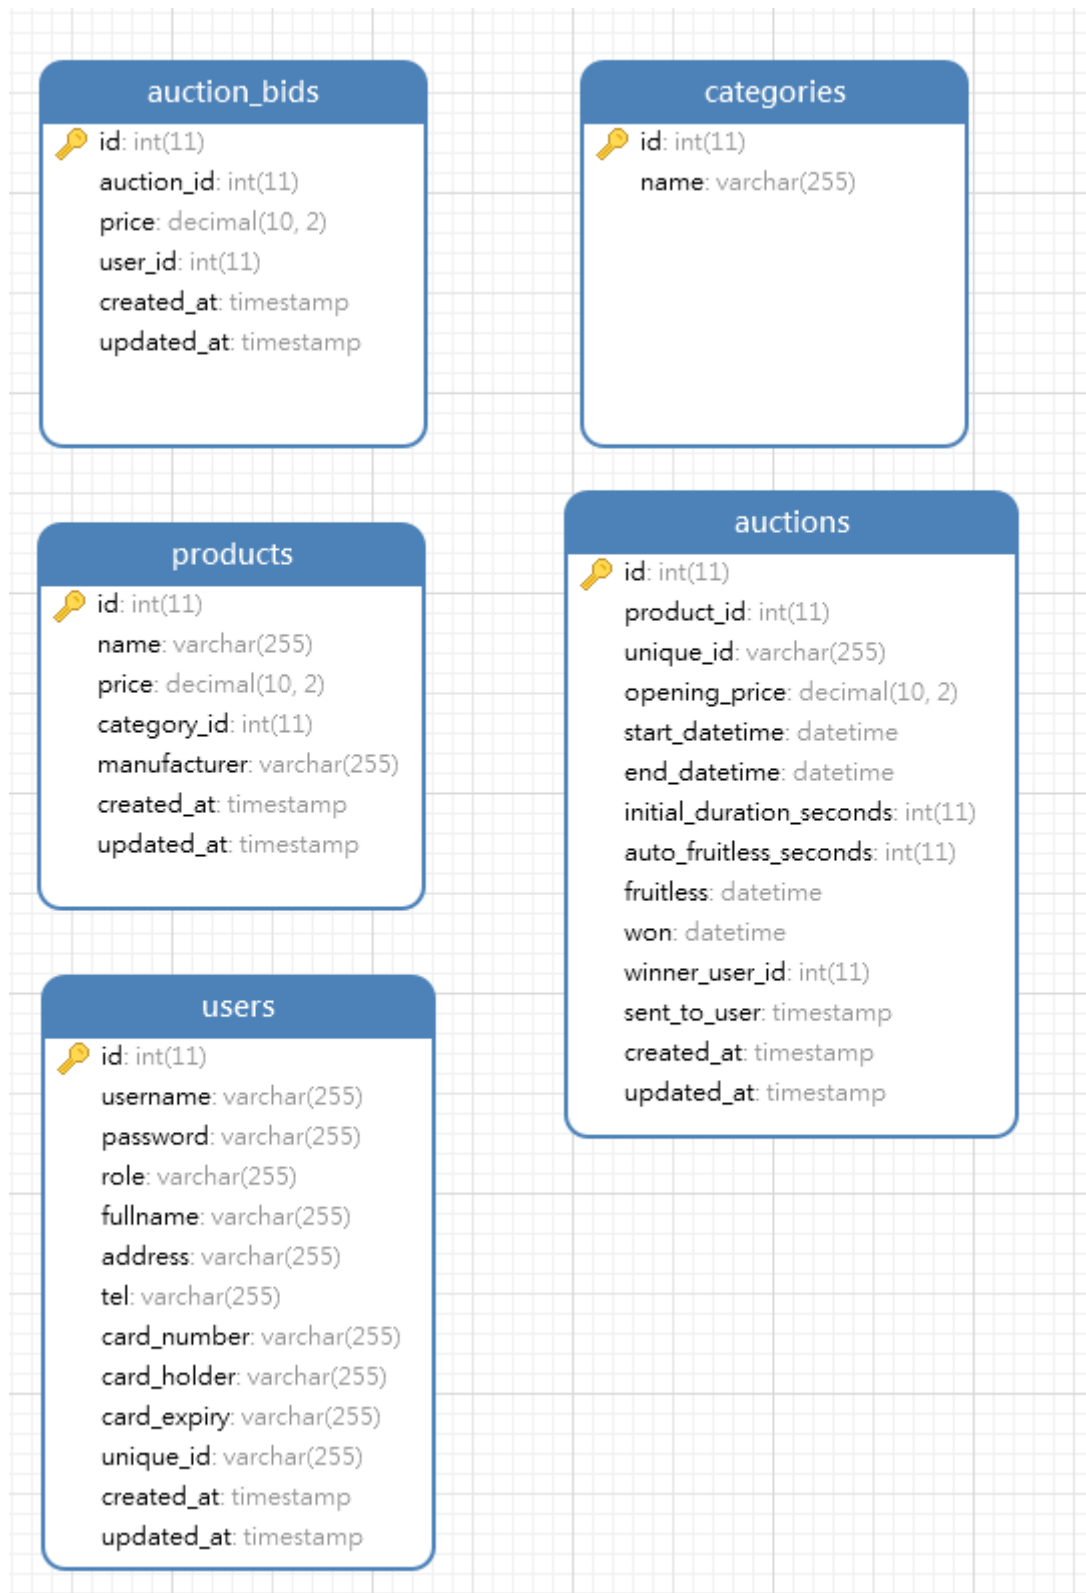 auction_bids
id: int(11)
auction_id: int(11)
price: decimal(10, 2)
user_id: int(11)
created_at: timestamp
updated_at: timestamp
categories
id: int(11)
name: varchar(255)
products
id: int(11)
name: varchar(255)
price: decimal(10, 2)
category_id: int(11)
manufacturer: varchar(255)
created_at: timestamp
updated_at: timestamp
auctions
id: int(11)
product_id: int(11)
unique_id: varchar(255)
opening_price: decimal(10, 2)
start_datetime: datetime
end_datetime: datetime
initial_duration_seconds: int(11)
auto_fruitless_seconds: int(11)
fruitless: datetime
won: datetime
winner_user_id: int(11)
sent_to_user: timestamp
created_at: timestamp
updated_at: timestamp
users
id: int(11)
username: varchar(255)
password: varchar(255)
role: varchar(255)
fullname: varchar(255)
address: varchar(255)
tel: varchar(255)
card_number: varchar(255)
card_holder: varchar(255)
card_expiry: varchar(255)
unique_id: varchar(255)
created_at: timestamp
updated_at: timestamp